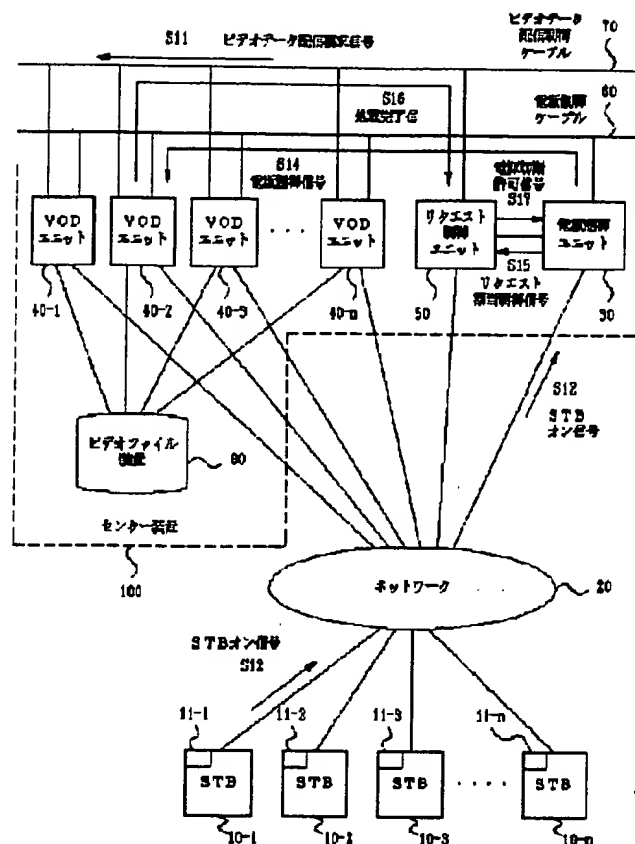 S11
ビデオデータ配信要求信号
ビデオデータ
配信制御
ケーブル
70
60
電源制御
ケーブル
S16
処理完了信
S14
電源制御信号
電源切断
許可信号
S17
VOD
ユニット
VOD
ユニット
VOD
ユニット
VOD
ユニット
リクエスト
制御
ユニット
電源制御
ユニット
S15
リクエスト
割当制御信号
40-1
40-2
40-3
40-n
50
30
S12
STB
オン信号
ビデオファイル
装置
80
センター装置
100
ネットワーク
20
STBオン信号
S12
11-1
11-2
11-3
11-n
STB
STB
STB
STB
10-1
10-2
10-3
10-n